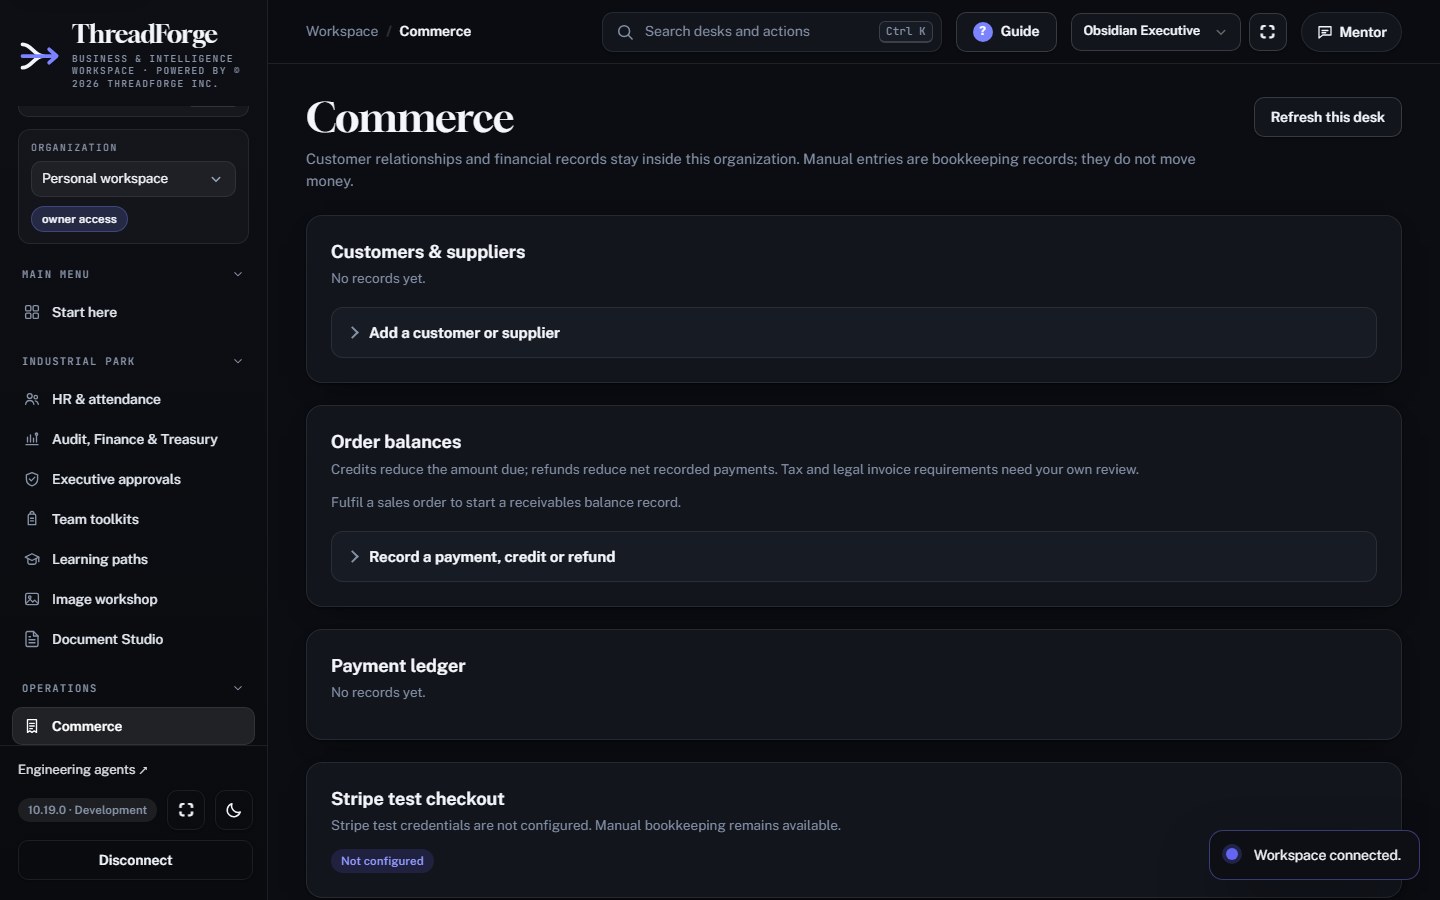 ThreadForge
BUSINESS & INTELLIGENCE
WORKSPACE · POWERED BY ©
2026 THREADFORGE INC.
ORGANIZATION
Personal workspace
owner access
MAIN MENU
Start here
INDUSTRIAL PARK
HR & attendance
Audit, Finance & Treasury
Executive approvals
Team toolkits
Learning paths
Image workshop
Document Studio
OPERATIONS
Commerce
Engineering agents ↗
10.19.0 · Development
Disconnect
Workspace / Commerce
Search desks and actions
Ctrl K
? Guide
Obsidian Executive
Mentor
Commerce
Refresh this desk
Customer relationships and financial records stay inside this organization. Manual entries are bookkeeping records; they do not move
money.
Customers & suppliers
No records yet.
Add a customer or supplier
Order balances
Credits reduce the amount due; refunds reduce net recorded payments. Tax and legal invoice requirements need your own review.
Fulfil a sales order to start a receivables balance record.
Record a payment, credit or refund
Payment ledger
No records yet.
Stripe test checkout
Stripe test credentials are not configured. Manual bookkeeping remains available.
Not configured
Workspace connected.